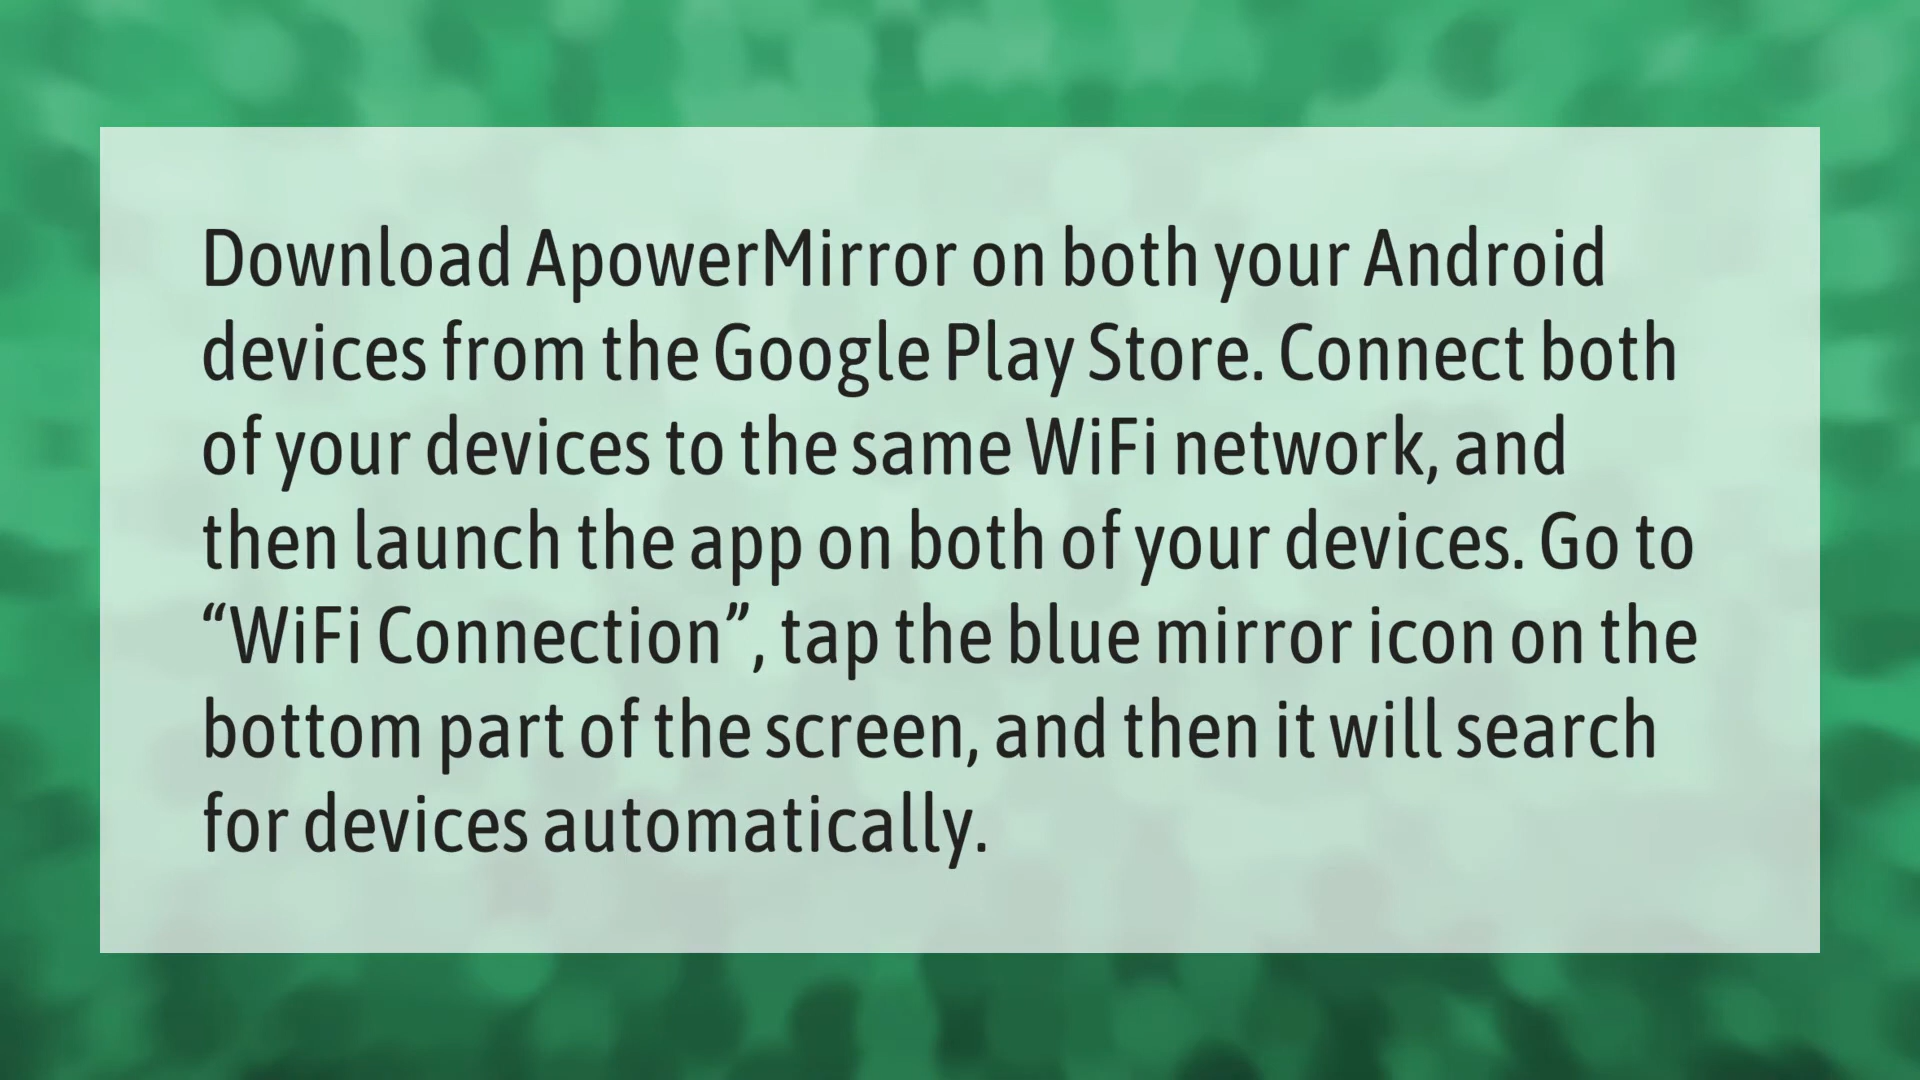 Download ApowerMirror on both your Android
devices from the Google Play Store. Connect both
of your devices to the same WiFi network, and
then launch the app on both of your devices. Go to
“WiFi Connection”, tap the blue mirror icon on the
bottom part of the screen, and then it will search
for devices automatically.